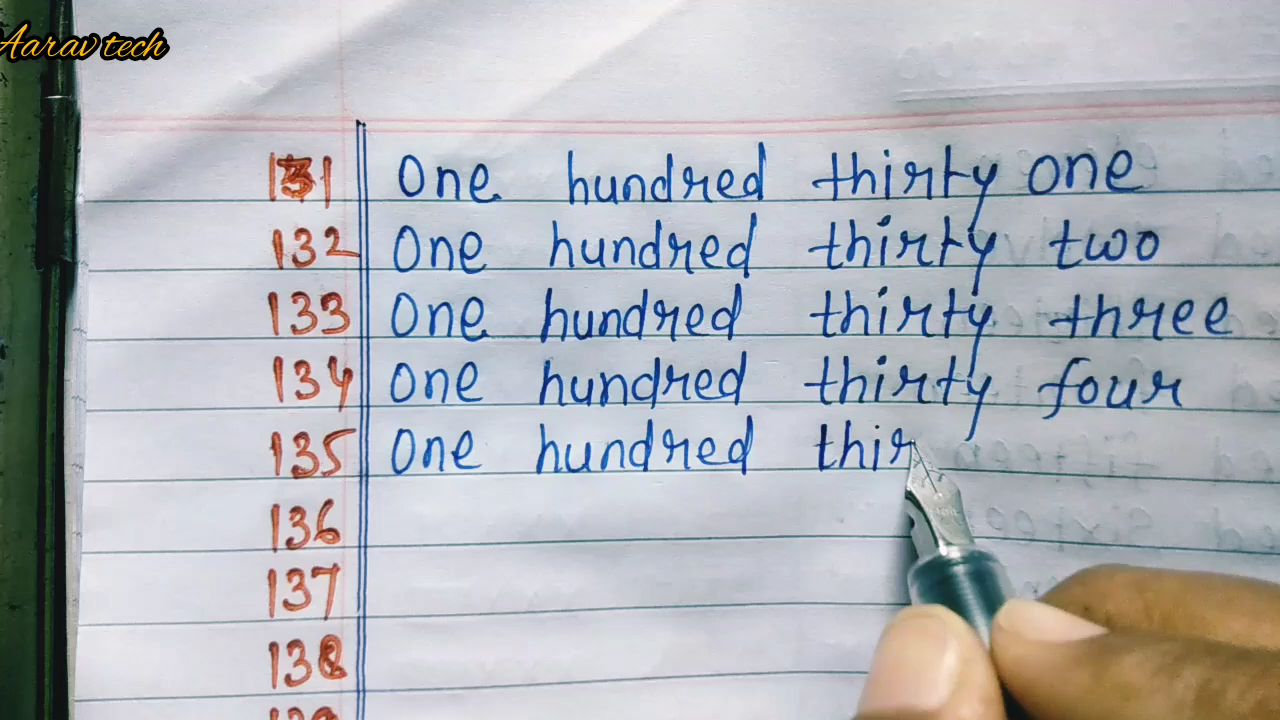 Aarav tech
131 One hundred thirty one
132 One hundred thirty two
133 One hundred thirty three
134 One hundred thirty four
135 One hundred thir
136
137
138